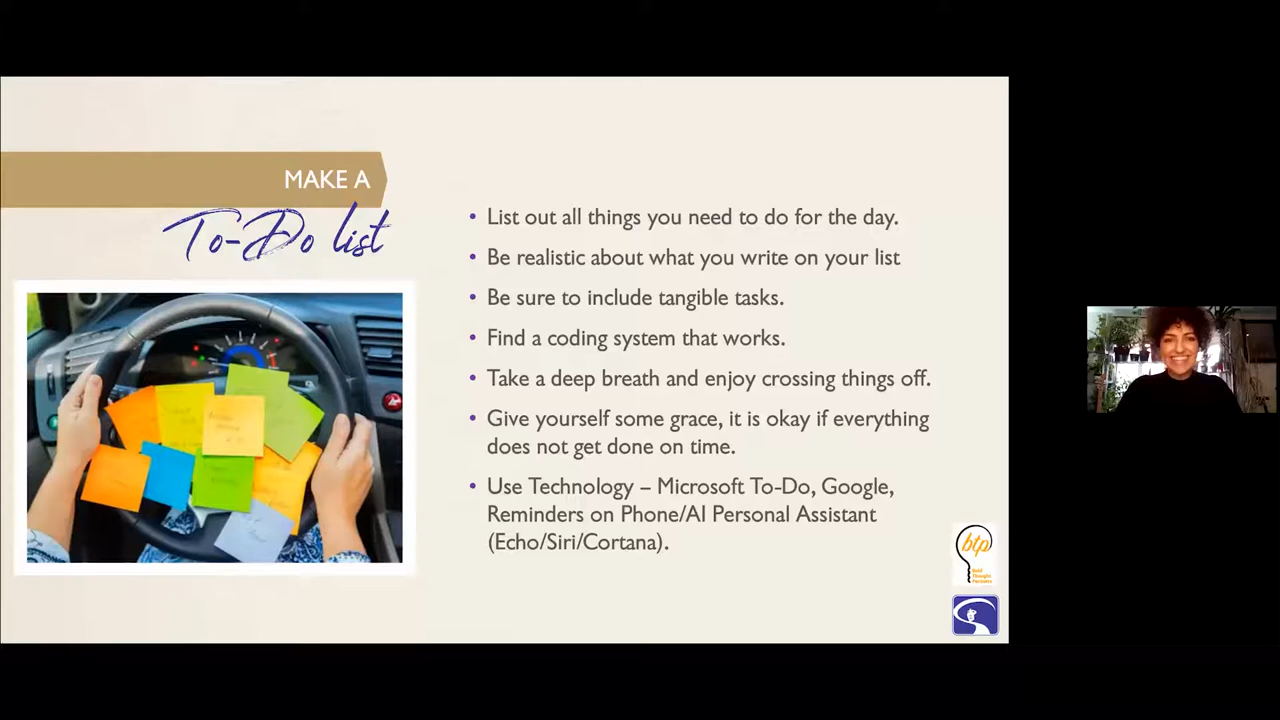 MAKE A
To-Do list
• List out all things you need to do for the day.
• Be realistic about what you write on your list
• Be sure to include tangible tasks.
• Find a coding system that works.
• Take a deep breath and enjoy crossing things off.
• Give yourself some grace, it is okay if everything
does not get done on time.
• Use Technology – Microsoft To-Do, Google,
Reminders on Phone/AI Personal Assistant
(Echo/Siri/Cortana).
btp
Bold
Thought
Partners